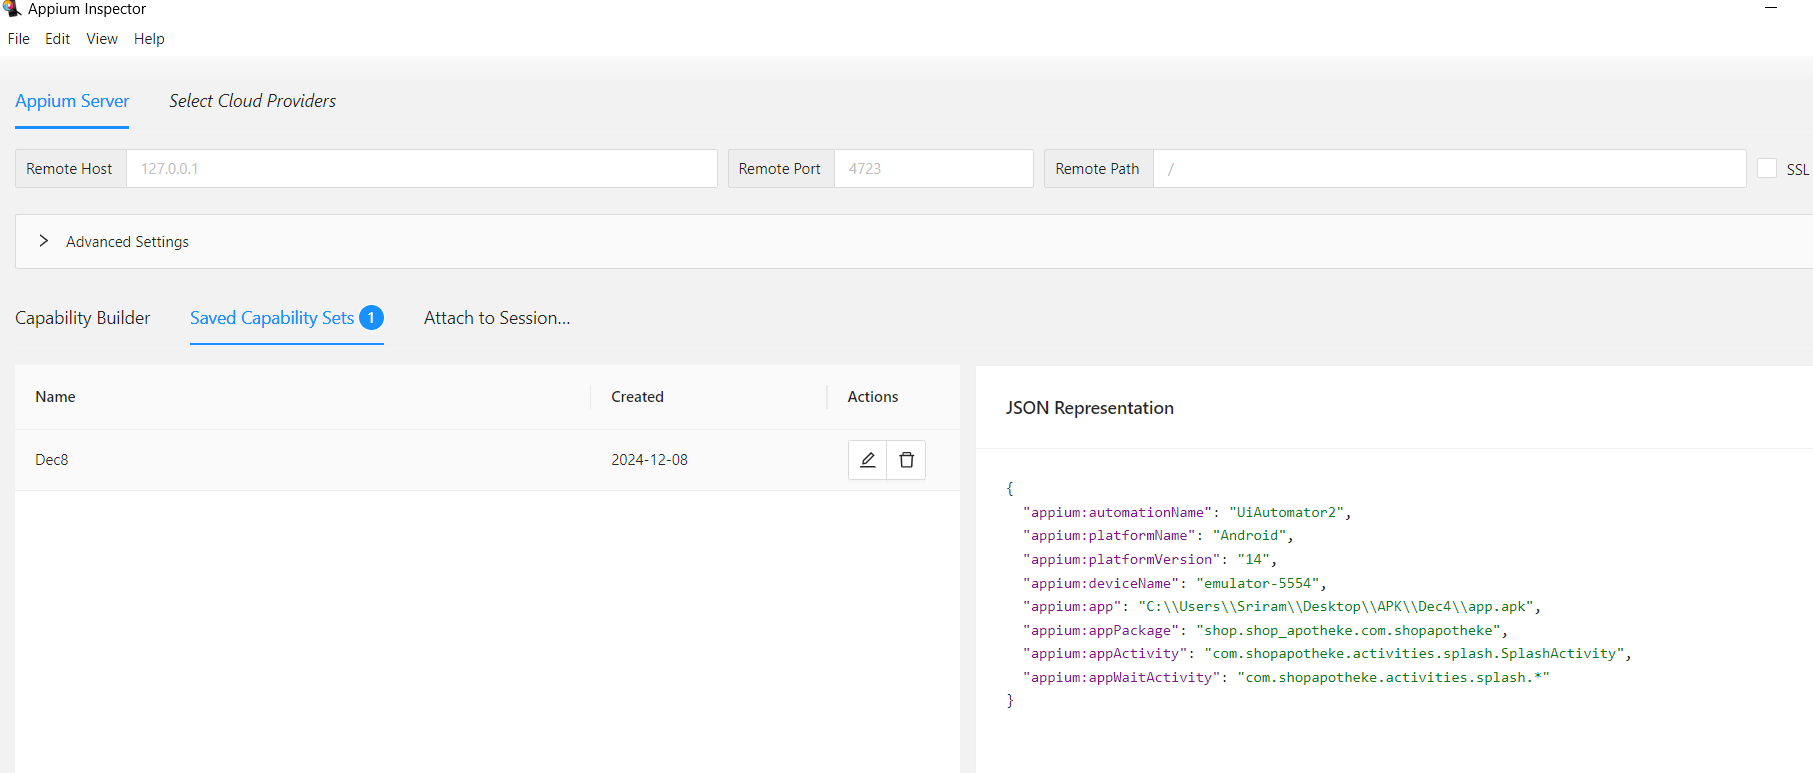 Appium Inspector
File Edit View Help
Appium Server Select Cloud Providers
Remote Host 127.0.0.1 Remote Port 4723 Remote Path / SSL
Advanced Settings
Capability Builder Saved Capability Sets 1 Attach to Session...
Name Created Actions
Dec8 2024-12-08
JSON Representation
{
"appium:automationName": "UiAutomator2",
"appium:platformName": "Android",
"appium:platformVersion": "14",
"appium:deviceName": "emulator-5554",
"appium:app": "C:\\Users\\Sriram\\Desktop\\APK\\Dec4\\app.apk",
"appium:appPackage": "shop.shop_apotheke.com.shopapotheke",
"appium:appActivity": "com.shopapotheke.activities.splash.SplashActivity",
"appium:appWaitActivity": "com.shopapotheke.activities.splash.*"
}